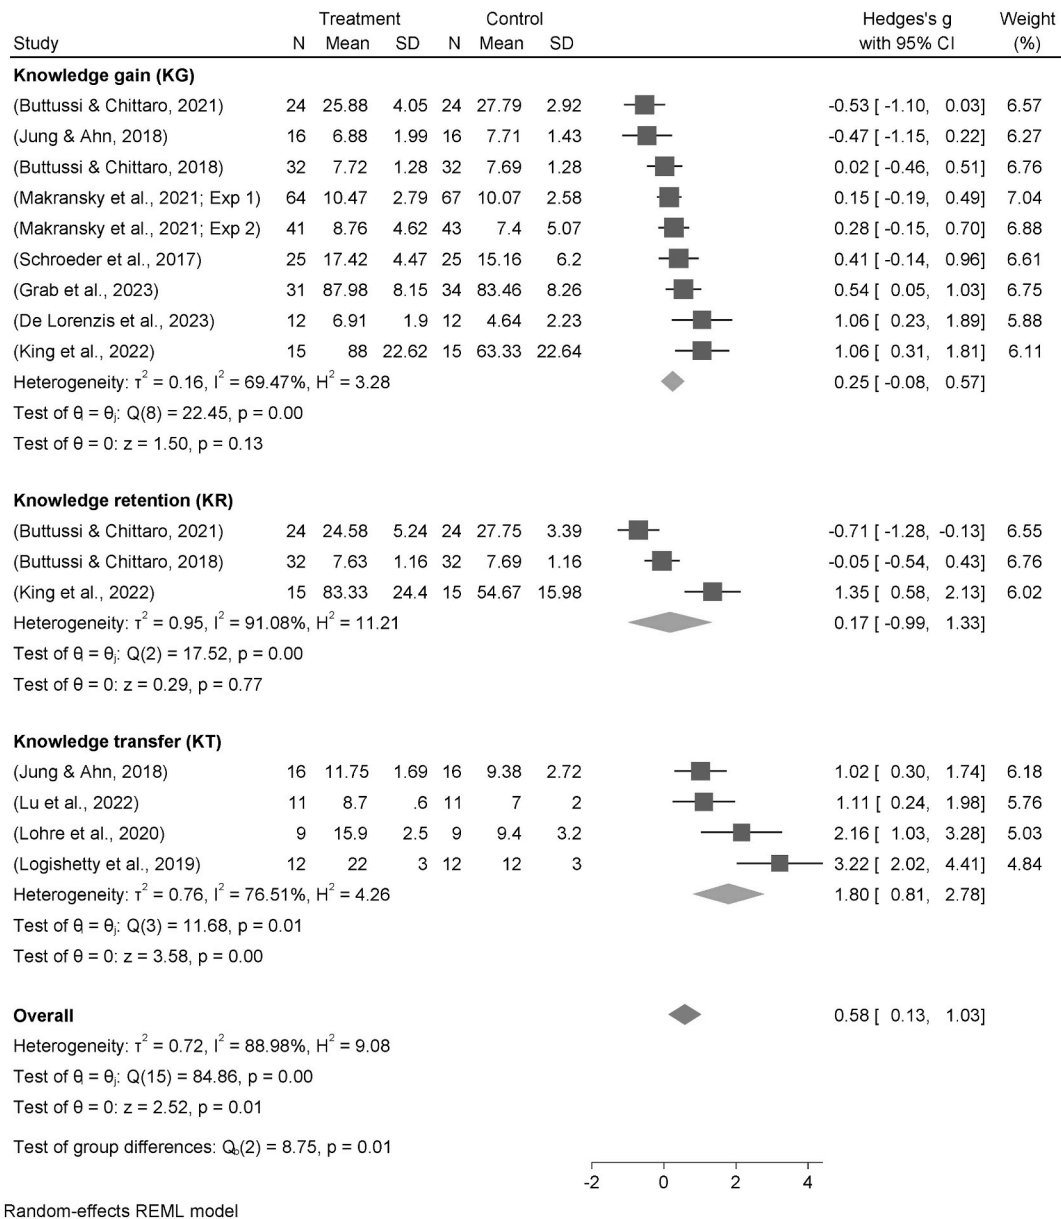 Treatment Control Hedges's g Weight
Study N Mean SD N Mean SD with 95% CI (%)
Knowledge gain (KG)
(Buttussi & Chittaro, 2021) 24 25.88 4.05 24 27.79 2.92 -0.53 [ -1.10, 0.03] 6.57
(Jung & Ahn, 2018) 16 6.88 1.99 16 7.71 1.43 -0.47 [ -1.15, 0.22] 6.27
(Buttussi & Chittaro, 2018) 32 7.72 1.28 32 7.69 1.28 0.02 [ -0.46, 0.51] 6.76
(Makransky et al., 2021; Exp 1) 64 10.47 2.79 67 10.07 2.58 0.15 [ -0.19, 0.49] 7.04
(Makransky et al., 2021; Exp 2) 41 8.76 4.62 43 7.4 5.07 0.28 [ -0.15, 0.70] 6.88
(Schroeder et al., 2017) 25 17.42 4.47 25 15.16 6.2 0.41 [ -0.14, 0.96] 6.61
(Grab et al., 2023) 31 87.98 8.15 34 83.46 8.26 0.54 [ 0.05, 1.03] 6.75
(De Lorenzis et al., 2023) 12 6.91 1.9 12 4.64 2.23 1.06 [ 0.23, 1.89] 5.88
(King et al., 2022) 15 88 22.62 15 63.33 22.64 1.06 [ 0.31, 1.81] 6.11
Heterogeneity: τ² = 0.16, I² = 69.47%, H² = 3.28 0.25 [ -0.08, 0.57]
Test of θᵢ = θⱼ: Q(8) = 22.45, p = 0.00
Test of θ = 0: z = 1.50, p = 0.13
Knowledge retention (KR)
(Buttussi & Chittaro, 2021) 24 24.58 5.24 24 27.75 3.39 -0.71 [ -1.28, -0.13] 6.55
(Buttussi & Chittaro, 2018) 32 7.63 1.16 32 7.69 1.16 -0.05 [ -0.54, 0.43] 6.76
(King et al., 2022) 15 83.33 24.4 15 54.67 15.98 1.35 [ 0.58, 2.13] 6.02
Heterogeneity: τ² = 0.95, I² = 91.08%, H² = 11.21 0.17 [ -0.99, 1.33]
Test of θᵢ = θⱼ: Q(2) = 17.52, p = 0.00
Test of θ = 0: z = 0.29, p = 0.77
Knowledge transfer (KT)
(Jung & Ahn, 2018) 16 11.75 1.69 16 9.38 2.72 1.02 [ 0.30, 1.74] 6.18
(Lu et al., 2022) 11 8.7 .6 11 7 2 1.11 [ 0.24, 1.98] 5.76
(Lohre et al., 2020) 9 15.9 2.5 9 9.4 3.2 2.16 [ 1.03, 3.28] 5.03
(Logishetty et al., 2019) 12 22 3 12 12 3 3.22 [ 2.02, 4.41] 4.84
Heterogeneity: τ² = 0.76, I² = 76.51%, H² = 4.26 1.80 [ 0.81, 2.78]
Test of θᵢ = θⱼ: Q(3) = 11.68, p = 0.01
Test of θ = 0: z = 3.58, p = 0.00
Overall 0.58 [ 0.13, 1.03]
Heterogeneity: τ² = 0.72, I² = 88.98%, H² = 9.08
Test of θᵢ = θⱼ: Q(15) = 84.86, p = 0.00
Test of θ = 0: z = 2.52, p = 0.01
Test of group differences: Q_b(2) = 8.75, p = 0.01
-2 0 2 4
Random-effects REML model